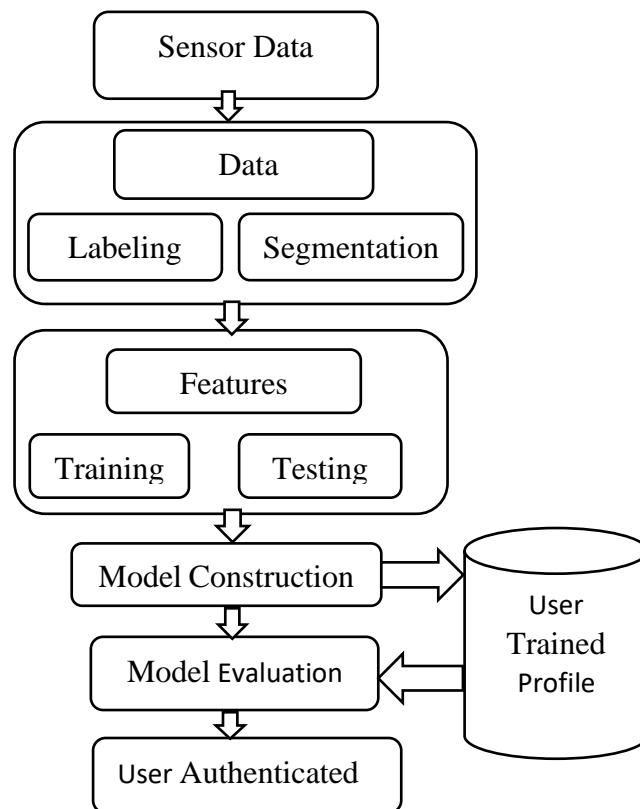 Sensor Data
Data
Labeling
Segmentation
Features
Training
Testing
Model Construction
User
Trained
Profile
Model Evaluation
User Authenticated